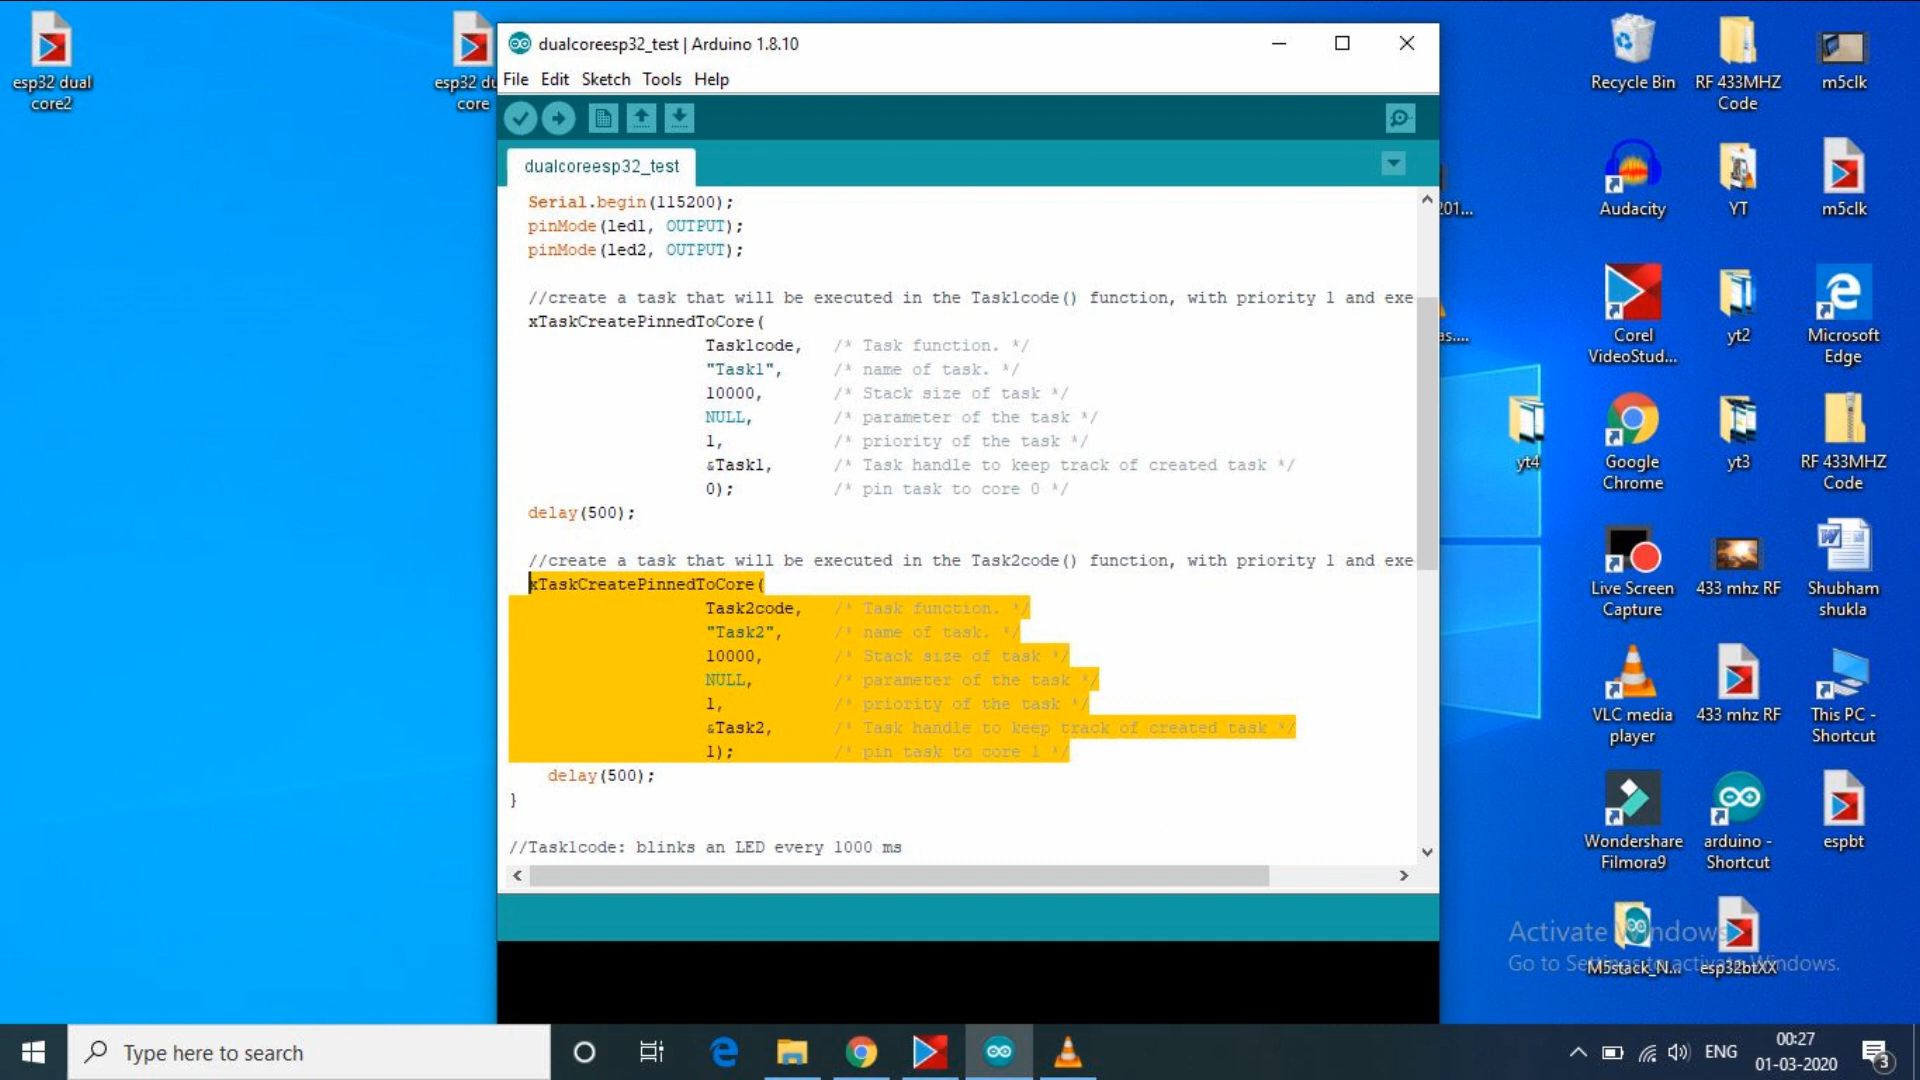 esp32 dual
core2
esp32 du
core
dualcoreesp32_test | Arduino 1.8.10
File Edit Sketch Tools Help
dualcoreesp32_test
Serial.begin(115200);
pinMode(led1, OUTPUT);
pinMode(led2, OUTPUT);
//create a task that will be executed in the Task1code() function, with priority 1 and exe
xTaskCreatePinnedToCore(
Task1code, /* Task function. */
"Task1", /* name of task. */
10000, /* Stack size of task */
NULL, /* parameter of the task */
1, /* priority of the task */
&Task1, /* Task handle to keep track of created task */
0); /* pin task to core 0 */
delay(500);
//create a task that will be executed in the Task2code() function, with priority 1 and exe
xTaskCreatePinnedToCore(
Task2code, /* Task function. */
"Task2", /* name of task. */
10000, /* Stack size of task */
NULL, /* parameter of the task */
1, /* priority of the task */
&Task2, /* Task handle to keep track of created task */
1); /* pin task to core 1 */
delay(500);
}
//Task1code: blinks an LED every 1000 ms
201...
as....
yt4
Recycle Bin
RF 433MHZ
Code
m5clk
Audacity
YT
m5clk
Corel
VideoStud...
yt2
Microsoft
Edge
Google
Chrome
yt3
RF 433MHZ
Code
Live Screen
Capture
433 mhz RF
Shubham
shukla
VLC media
player
433 mhz RF
This PC -
Shortcut
Wondershare
Filmora9
arduino -
Shortcut
espbt
M5stack_N...
esp32btXX
Activate Windows
Go to Settings to activate Windows.
Type here to search
ENG
00:27
01-03-2020
3